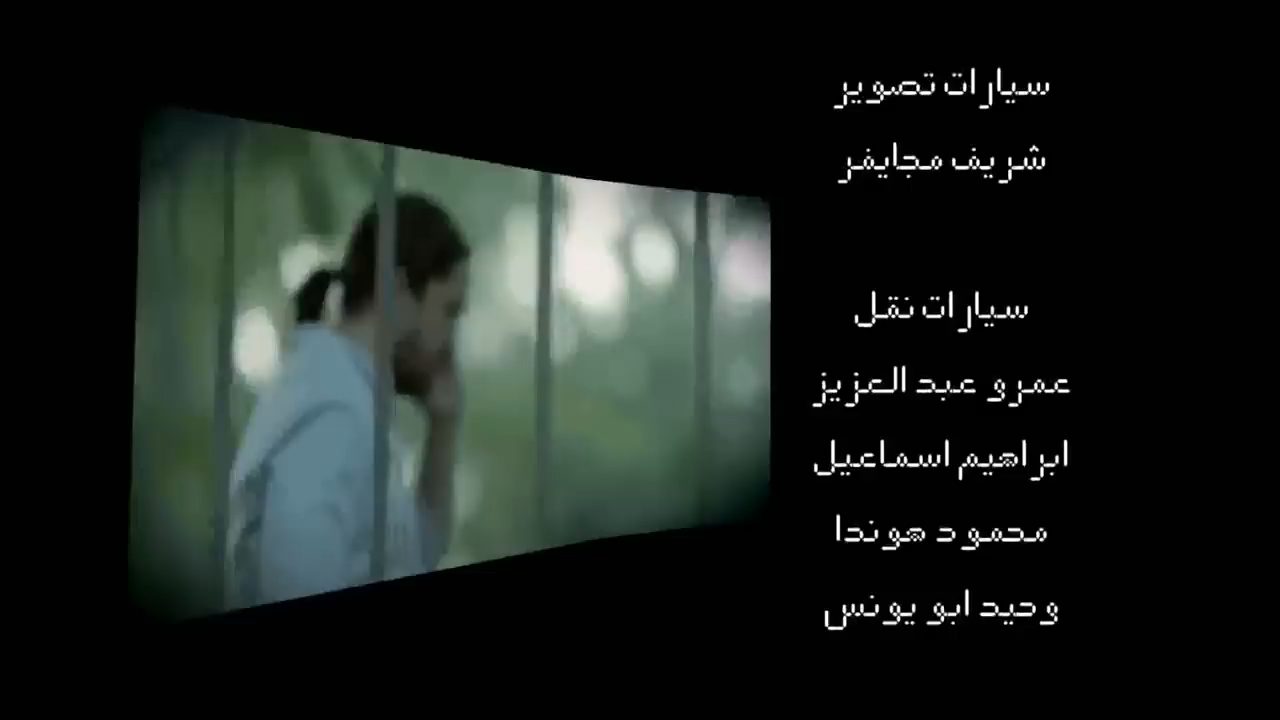 سيارات تصوير
شريف مجايفر
سيارات نقل
عمرو عبد العزيز
ابراهيم اسماعيل
محمود هوندا
وحيد ابو يونس